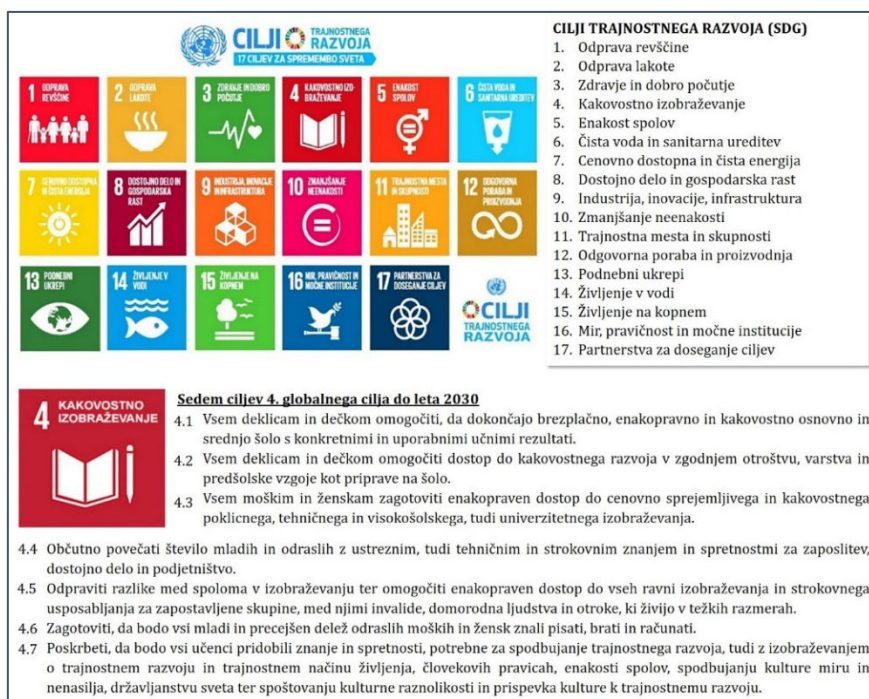 CILJI TRAJNOSTNEGA
RAZVOJA
17 CILJEV ZA SPREMEMBO SVETA
1 ODPRAVA
REVŠČINE
2 ODPRAVA
LAKOTE
3 ZDRAVJE IN DOBRO
POČUTJE
4 KAKOVOSTNO IZO-
BRAŽEVANJE
5 ENAKOST
SPOLOV
6 ČISTA VODA IN
SANITARNA UREDITEV
7 CENOVNO DOSTOPNA
IN ČISTA ENERGIJA
8 DOSTOJNO DELO IN
GOSPODARSKA
RAST
9 INDUSTRIJA, INOVACIJE
IN INFRASTRUKTURA
10 ZMANJŠANJE
NEENAKOSTI
11 TRAJNOSTNA MESTA
IN SKUPNOSTI
12 ODGOVORNA
PORABA IN
PROIZVODNJA
13 PODNEBNI
UKREPI
14 ŽIVLJENJE V
VODI
15 ŽIVLJENJE NA
KOPNEM
16 MIR, PRAVIČNOST IN
MOČNE INSTITUCIJE
17 PARTNERSTVA ZA
DOSEGANJE CILJEV
CILJI
TRAJNOSTNEGA
RAZVOJA
CILJI TRAJNOSTNEGA RAZVOJA (SDG)
1. Odprava revščine
2. Odprava lakote
3. Zdravje in dobro počutje
4. Kakovostno izobraževanje
5. Enakost spolov
6. Čista voda in sanitarna ureditev
7. Cenovno dostopna in čista energija
8. Dostojno delo in gospodarska rast
9. Industrija, inovacije, infrastruktura
10. Zmanjšanje neenakosti
11. Trajnostna mesta in skupnosti
12. Odgovorna poraba in proizvodnja
13. Podnebni ukrepi
14. Življenje v vodi
15. Življenje na kopnem
16. Mir, pravičnost in močne institucije
17. Partnerstva za doseganje ciljev
4 KAKOVOSTNO
IZOBRAŽEVANJE
Sedem ciljev 4. globalnega cilja do leta 2030
4.1 Vsem deklicam in dečkom omogočiti, da dokončajo brezplačno, enakopravno in kakovostno osnovno in
srednjo šolo s konkretnimi in uporabnimi učnimi rezultati.
4.2 Vsem deklicam in dečkom omogočiti dostop do kakovostnega razvoja v zgodnjem otroštvu, varstva in
predšolske vzgoje kot priprave na šolo.
4.3 Vsem moškim in ženskam zagotoviti enakopraven dostop do cenovno sprejemljivega in kakovostnega
poklicnega, tehničnega in visokošolskega, tudi univerzitetnega izobraževanja.
4.4 Občutno povečati število mladih in odraslih z ustreznim, tudi tehničnim in strokovnim znanjem in spretnostmi za zaposlitev,
dostojno delo in podjetništvo.
4.5 Odpraviti razlike med spoloma v izobraževanju ter omogočiti enakopraven dostop do vseh ravni izobraževanja in strokovnega
usposabljanja za zapostavljene skupine, med njimi invalide, domorodna ljudstva in otroke, ki živijo v težkih razmerah.
4.6 Zagotoviti, da bodo vsi mladi in precejšen delež odraslih moških in žensk znali pisati, brati in računati.
4.7 Poskrbeti, da bodo vsi učenci pridobili znanje in spretnosti, potrebne za spodbujanje trajnostnega razvoja, tudi z izobraževanjem
o trajnostnem razvoju in trajnostnem načinu življenja, človekovih pravicah, enakosti spolov, spodbujanju kulture miru in
nenasilja, državljanstvu sveta ter spoštovanju kulturne raznolikosti in prispevka kulture k trajnostnemu razvoju.